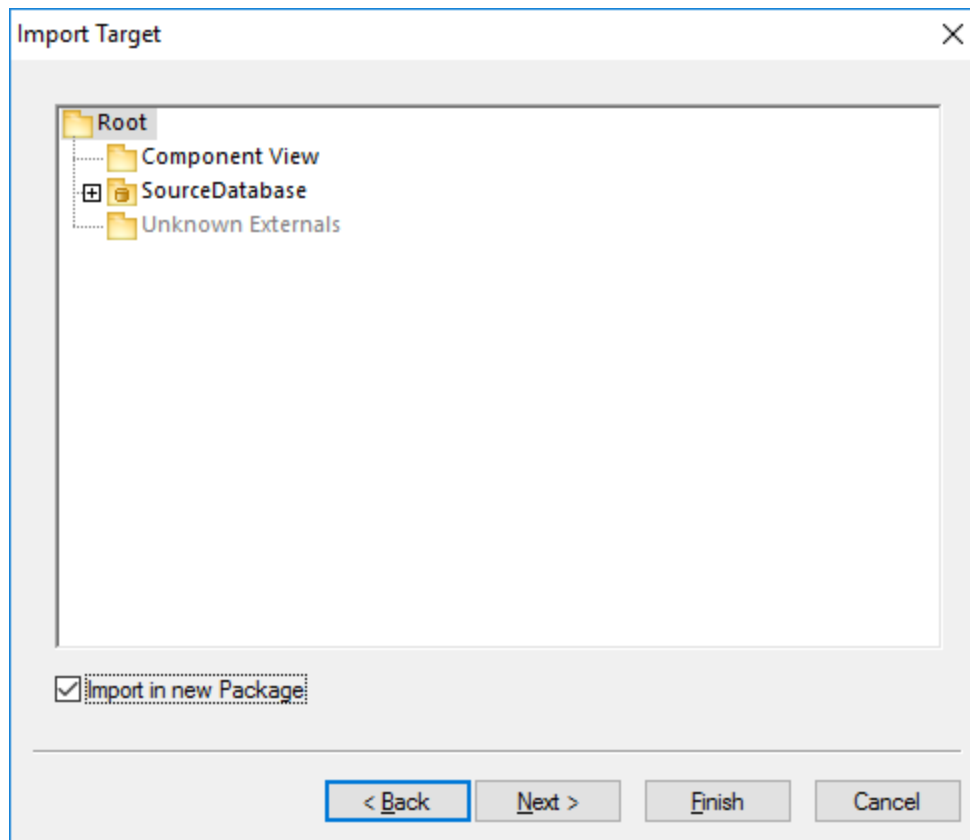 Import Target
Root
Component View
SourceDatabase
Unknown Externals
Import in new Package
< Back Next > Finish Cancel